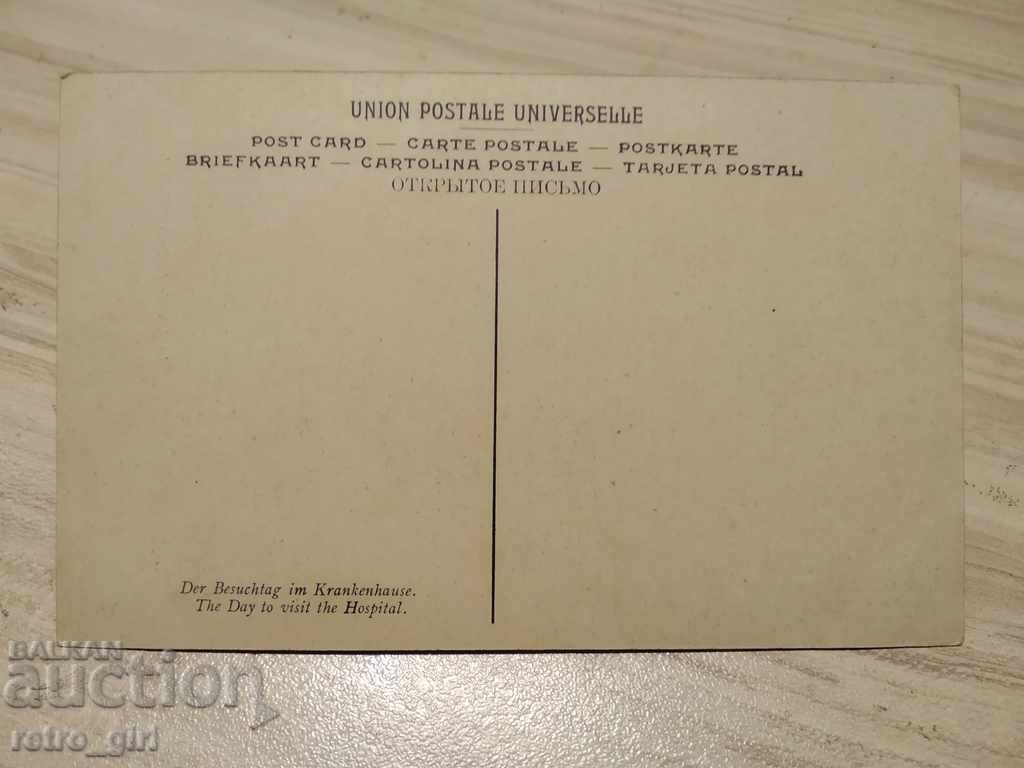 UNION POSTALE UNIVERSELLE
POST CARD — CARTE POSTALE — POSTKARTE
BRIEFKAART — CARTOLINA POSTALE — TARJETA POSTAL
ОТКРЫТОЕ ПИСЬМО
Der Besuchtag im Krankenhause.
The Day to visit the Hospital.
BALKAN
auction
retro_girl